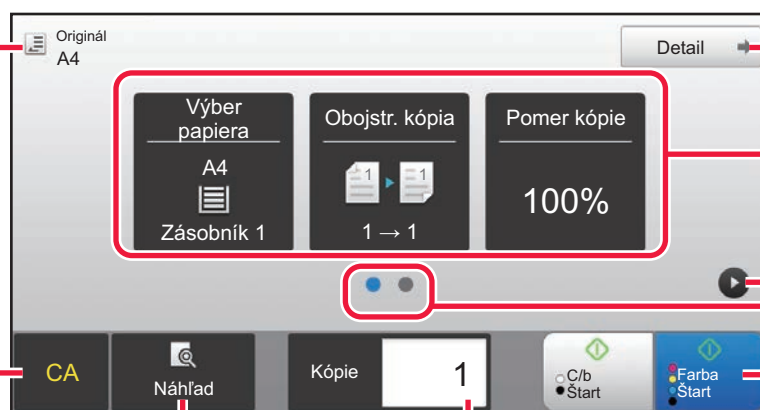 Originál
A4
Detail
Výber
papiera
A4
Zásobník 1
Obojstr. kópia
1 1
1 → 1
Pomer kópie
100%
CA
Náhľad
Kópie
1
C/b
Štart
Farba
Štart